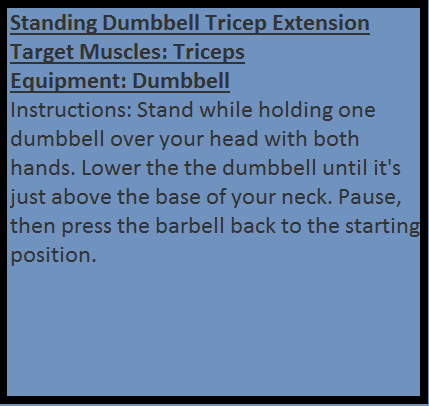 Standing Dumbbell Tricep Extension
Target Muscles: Triceps
Equipment: Dumbbell
Instructions: Stand while holding one
dumbbell over your head with both
hands. Lower the the dumbbell until it's
just above the base of your neck. Pause,
then press the barbell back to the starting
position.